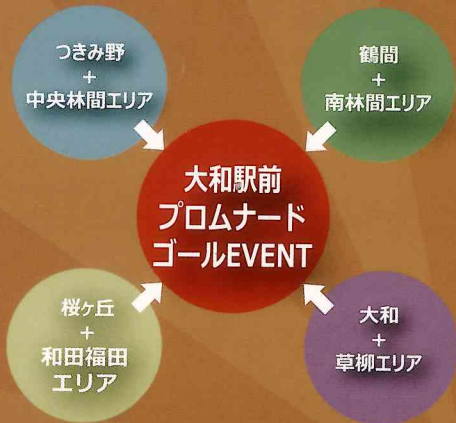 つきみ野
+
中央林間エリア
鶴間
+
南林間エリア
大和駅前
プロムナード
ゴールEVENT
桜ヶ丘
+
和田福田
エリア
大和
+
草柳エリア